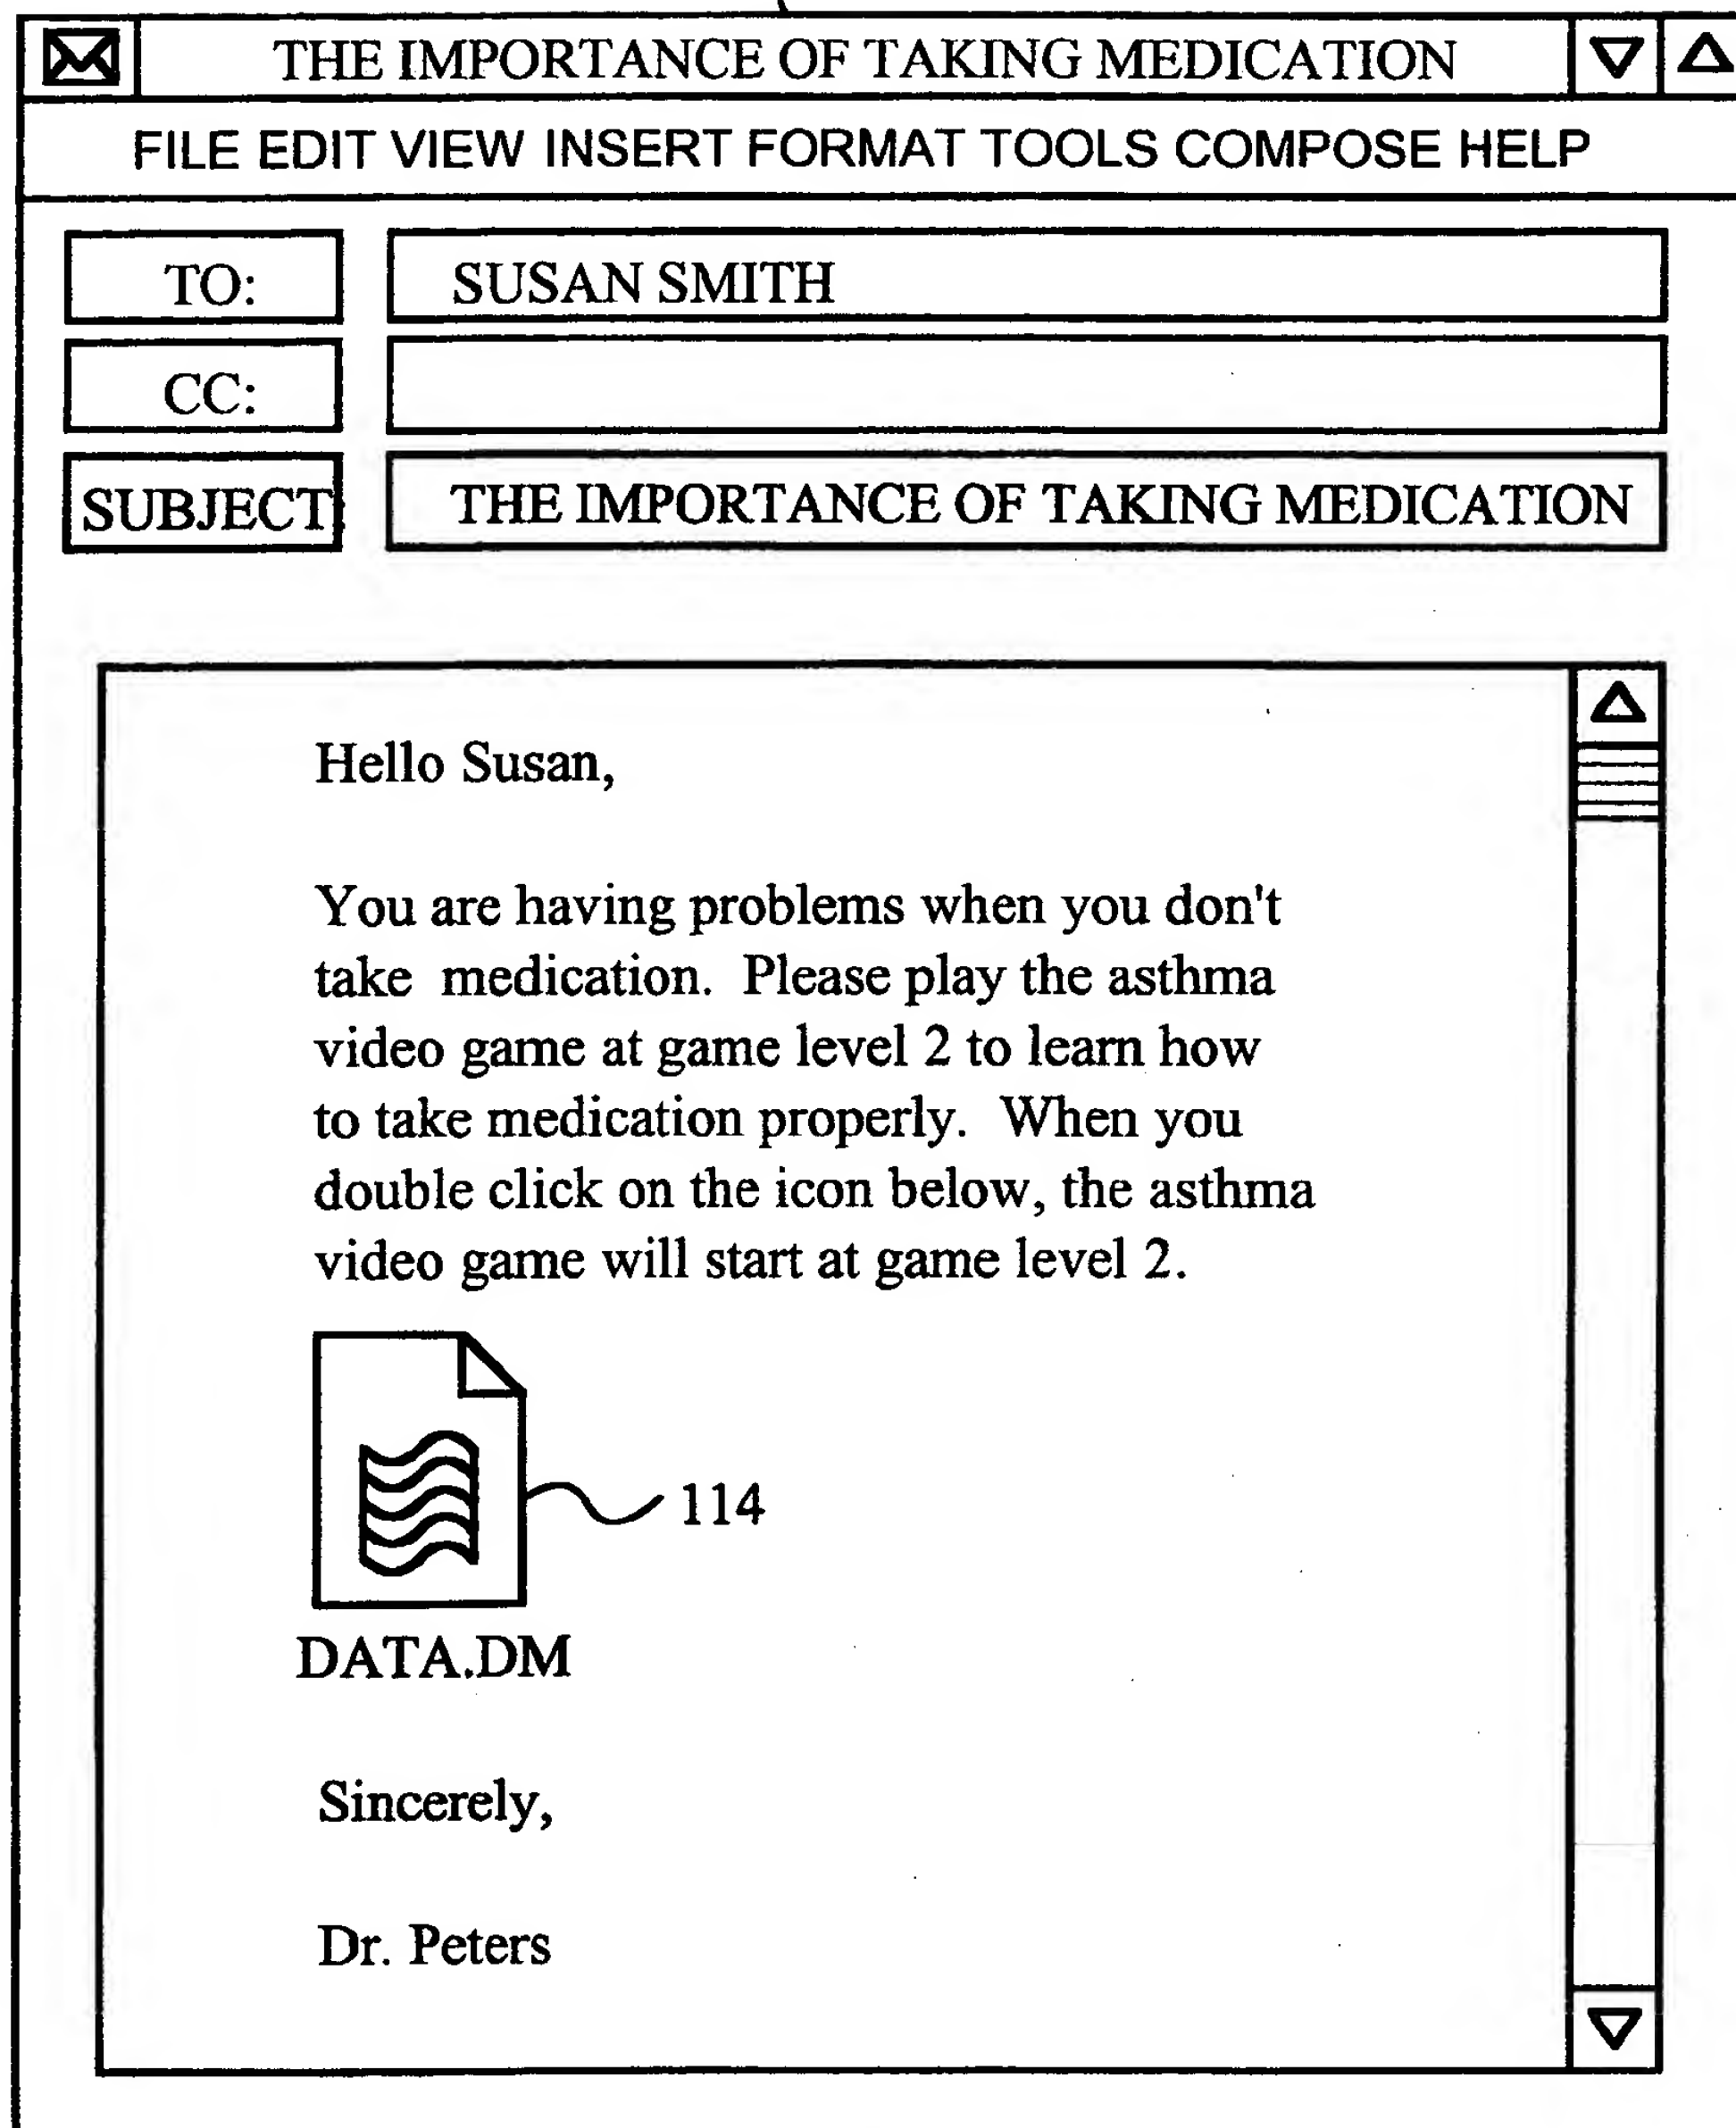 THE IMPORTANCE OF TAKING MEDICATION
FILE EDIT VIEW INSERT FORMAT TOOLS COMPOSE HELP
TO: SUSAN SMITH
CC:
SUBJECT THE IMPORTANCE OF TAKING MEDICATION
Hello Susan,
You are having problems when you don't
take medication. Please play the asthma
video game at game level 2 to learn how
to take medication properly. When you
double click on the icon below, the asthma
video game will start at game level 2.
114
DATA.DM
Sincerely,
Dr. Peters